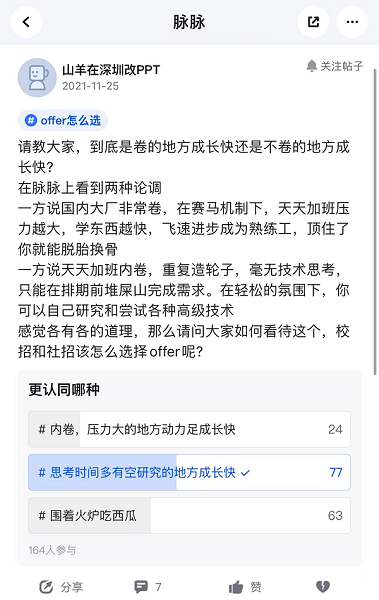 脉脉
山羊在深圳改PPT
2021-11-25
关注帖子
# offer怎么选
请教大家，到底是卷的地方成长快还是不卷的地方成
长快?
在脉脉上看到两种论调
一方说国内大厂非常卷，在赛马机制下，天天加班压
力越大，学东西越快，飞速进步成为熟练工，顶住了
你就能脱胎换骨
一方说天天加班内卷，重复造轮子，毫无技术思考，
只能在排期前堆屎山完成需求。在轻松的氛围下，你
可以自己研究和尝试各种高级技术
感觉各有各的道理，那么请问大家如何看待这个，校
招和社招该怎么选择offer呢?
更认同哪种
# 内卷，压力大的地方动力足成长快 24
# 思考时间多有空研究的地方成长快 77
# 围着火炉吃西瓜 63
164人参与
分享 7 赞